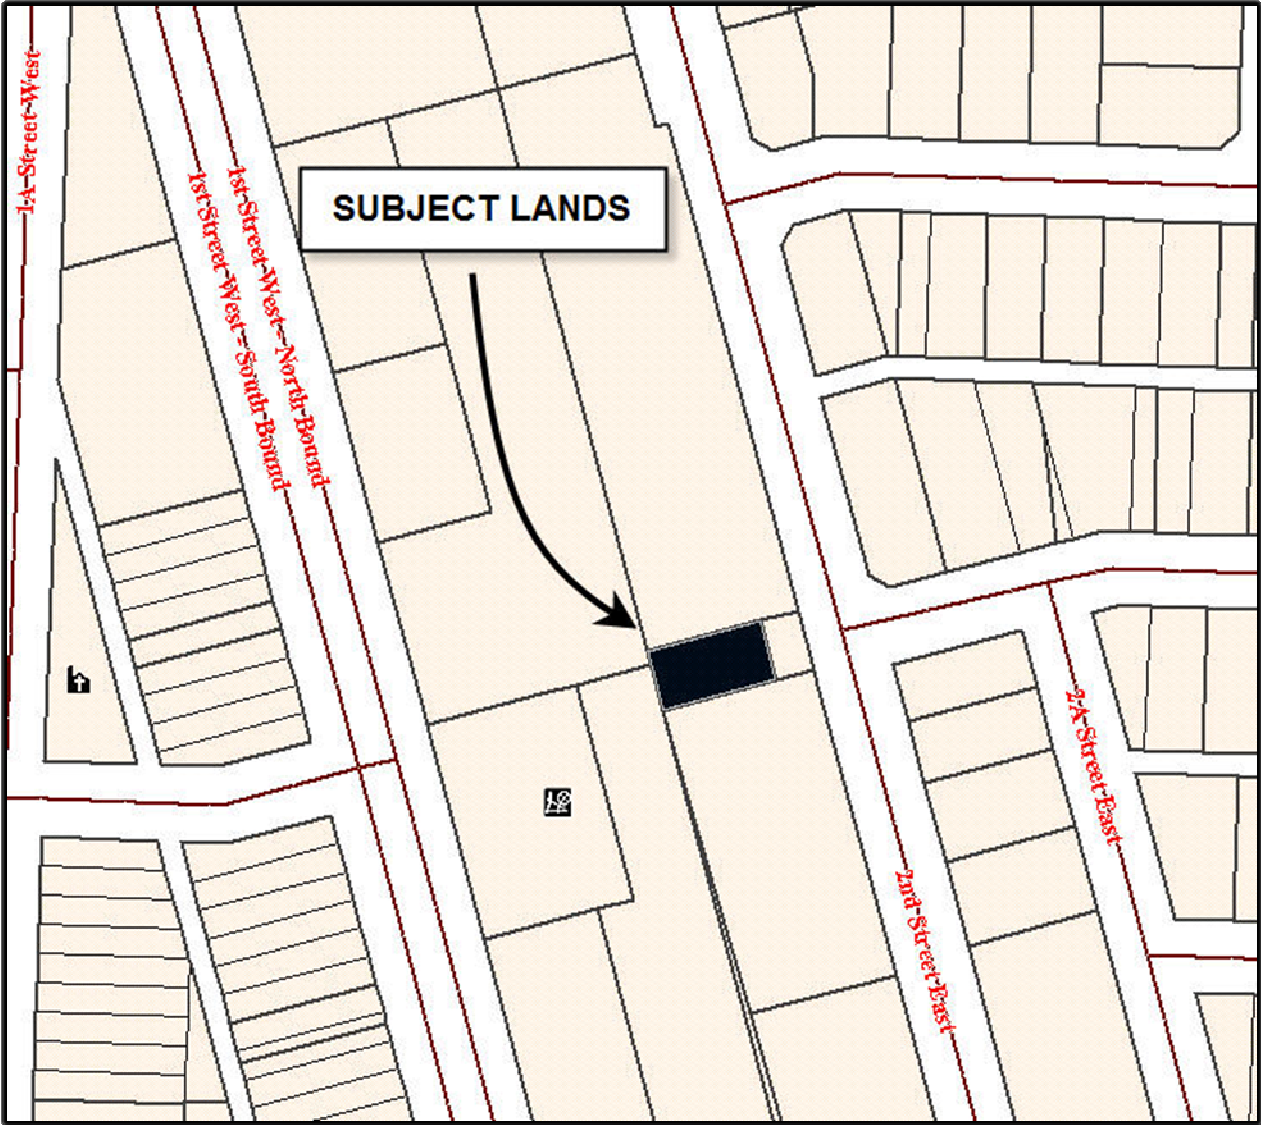 1A Street West
1st Street West - North Bound
1st Street West - South Bound
SUBJECT LANDS
2-A Street East
2nd Street East